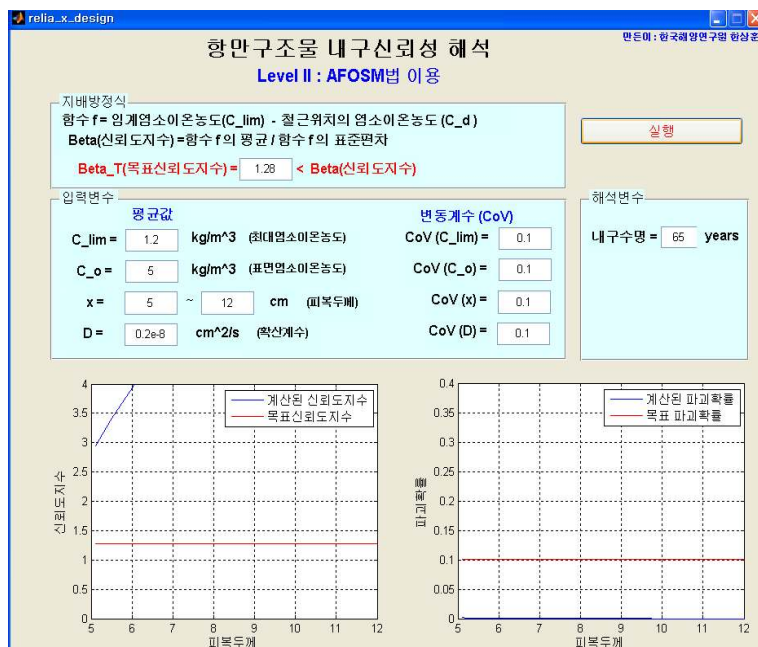 relia_x_design
만든이 : 한국해양연구원 한상훈
항만구조물 내구신뢰성 해석
Level II : AFOSM법 이용
지배방정식
함수 f = 임계염소이온농도(C_lim) - 철근위치의 염소이온농도 (C_d )
Beta(신뢰도지수) =함수 f 의 평균 / 함수 f 의 표준편차
Beta_T(목표신뢰도지수) = 1.28 < Beta(신뢰도지수)
실행
입력변수
평균값 변동계수 (CoV)
C_lim = 1.2 kg/m^3 (최대염소이온농도) CoV (C_lim) = 0.1
C_o = 5 kg/m^3 (표면염소이온농도) CoV (C_o) = 0.1
x = 5 ~ 12 cm (피복두께) CoV (x) = 0.1
D = 0.2e-8 cm^2/s (확산계수) CoV (D) = 0.1
해석변수
내구수명 = 65 years
계산된 신뢰도지수
목표신뢰도지수
신뢰도지수
4
3.5
3
2.5
2
1.5
1
0.5
0
5 6 7 8 9 10 11 12
피복두께
계산된 파괴확률
목표 파괴확률
파괴확률
0.4
0.35
0.3
0.25
0.2
0.15
0.1
0.05
0
5 6 7 8 9 10 11 12
피복두께